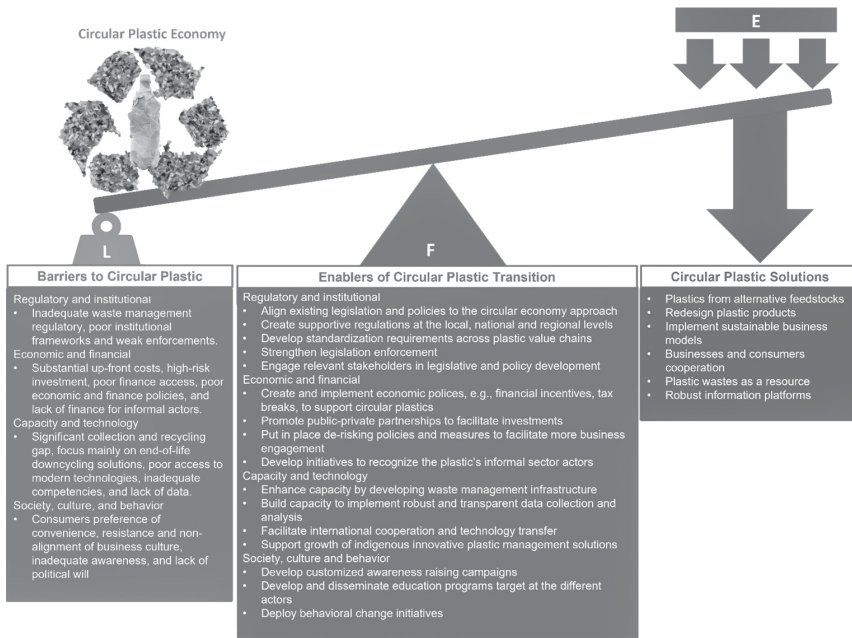 Circular Plastic Economy
E
L
F
Barriers to Circular Plastic
Regulatory and institutional
• Inadequate waste management
regulatory, poor institutional
frameworks and weak enforcements.
Economic and financial
• Substantial up-front costs, high-risk
investment, poor finance access, poor
economic and finance policies, and
lack of finance for informal actors.
Capacity and technology
• Significant collection and recycling
gap, focus mainly on end-of-life
downcycling solutions, poor access to
modern technologies, inadequate
competencies, and lack of data.
Society, culture, and behavior
• Consumers preference of
convenience, resistance and non-
alignment of business culture,
inadequate awareness, and lack of
political will
Enablers of Circular Plastic Transition
Regulatory and institutional
• Align existing legislation and policies to the circular economy approach
• Create supportive regulations at the local, national and regional levels
• Develop standardization requirements across plastic value chains
• Strengthen legislation enforcement
• Engage relevant stakeholders in legislative and policy development
Economic and financial
• Create and implement economic polices, e.g., financial incentives, tax
breaks, to support circular plastics
• Promote public-private partnerships to facilitate investments
• Put in place de-risking policies and measures to facilitate more business
engagement
• Develop initiatives to recognize the plastic's informal sector actors
Capacity and technology
• Enhance capacity by developing waste management infrastructure
• Build capacity to implement robust and transparent data collection and
analysis
• Facilitate international cooperation and technology transfer
• Support growth of indigenous innovative plastic management solutions
Society, culture and behavior
• Develop customized awareness raising campaigns
• Develop and disseminate education programs target at the different
actors
• Deploy behavioral change initiatives
Circular Plastic Solutions
• Plastics from alternative feedstocks
• Redesign plastic products
• Implement sustainable business
models
• Businesses and consumers
cooperation
• Plastic wastes as a resource
• Robust information platforms